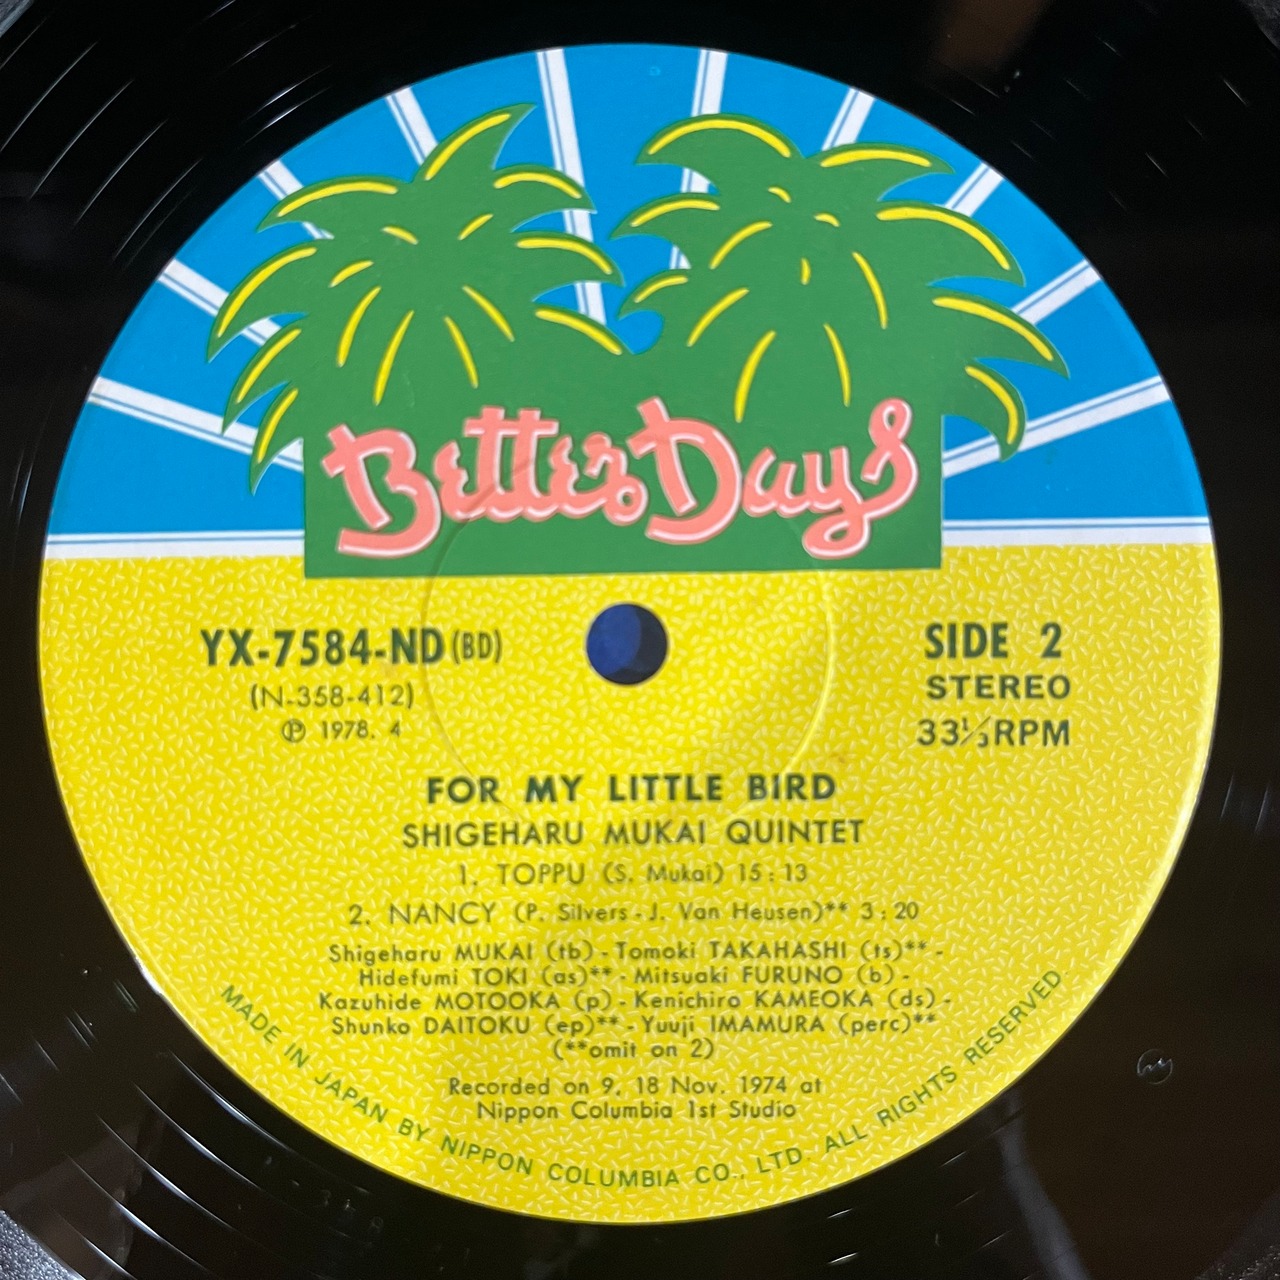 Better Days
YX-7584-ND (BD)
(N-358-412)
Ⓟ 1978. 4
SIDE 2
STEREO
33⅓RPM
FOR MY LITTLE BIRD
SHIGEHARU MUKAI QUINTET
1. TOPPU (S. Mukai) 15:13
2. NANCY (P. Silvers - J. Van Heusen)** 3:20
Shigeharu MUKAI (tb) - Tomoki TAKAHASHI (ts)** -
Hidefumi TOKI (as)** - Mitsuaki FURUNO (b) -
Kazuhide MOTOOKA (p) - Kenichiro KAMEOKA (ds) -
Shunko DAITOKU (ep)** - Yuuji IMAMURA (perc)**
(**omit on 2)
Recorded on 9, 18 Nov. 1974 at
Nippon Columbia 1st Studio
MADE IN JAPAN BY NIPPON COLUMBIA CO., LTD. ALL RIGHTS RESERVED